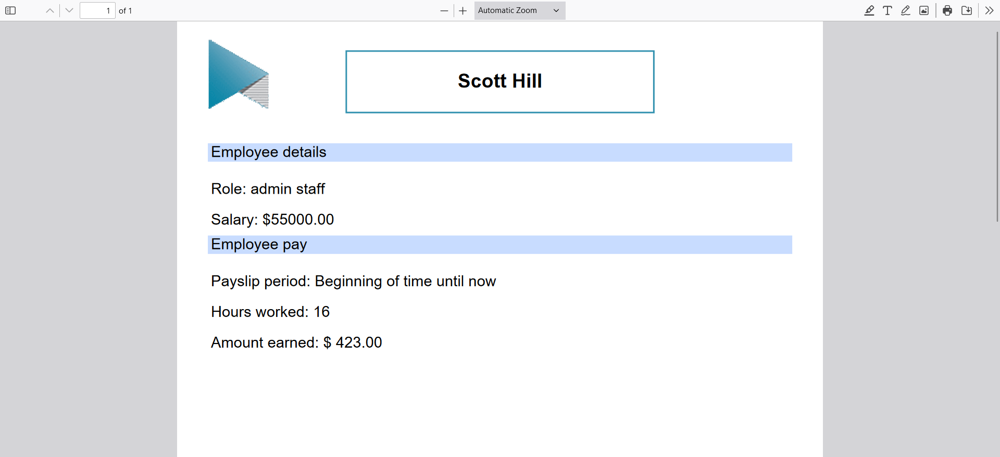 1 of 1 Automatic Zoom
Scott Hill
Employee details
Role: admin staff
Salary: $55000.00
Employee pay
Payslip period: Beginning of time until now
Hours worked: 16
Amount earned: $ 423.00